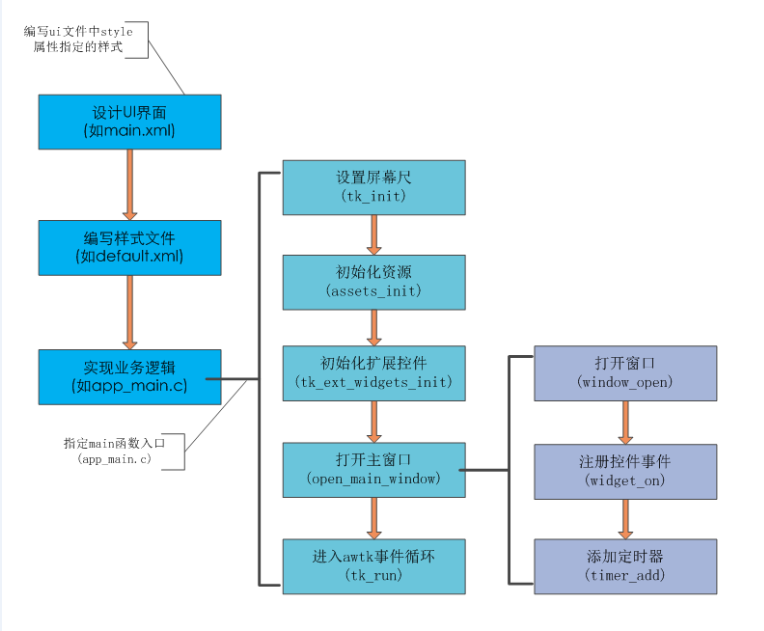 编写ui文件中style
属性指定的样式
设计UI界面
(如main.xml)
编写样式文件
(如default.xml)
实现业务逻辑
(如app_main.c)
指定main函数入口
(app_main.c)
设置屏幕尺
(tk_init)
初始化资源
(assets_init)
初始化扩展控件
(tk_ext_widgets_init)
打开主窗口
(open_main_window)
进入awtk事件循环
(tk_run)
打开窗口
(window_open)
注册控件事件
(widget_on)
添加定时器
(timer_add)